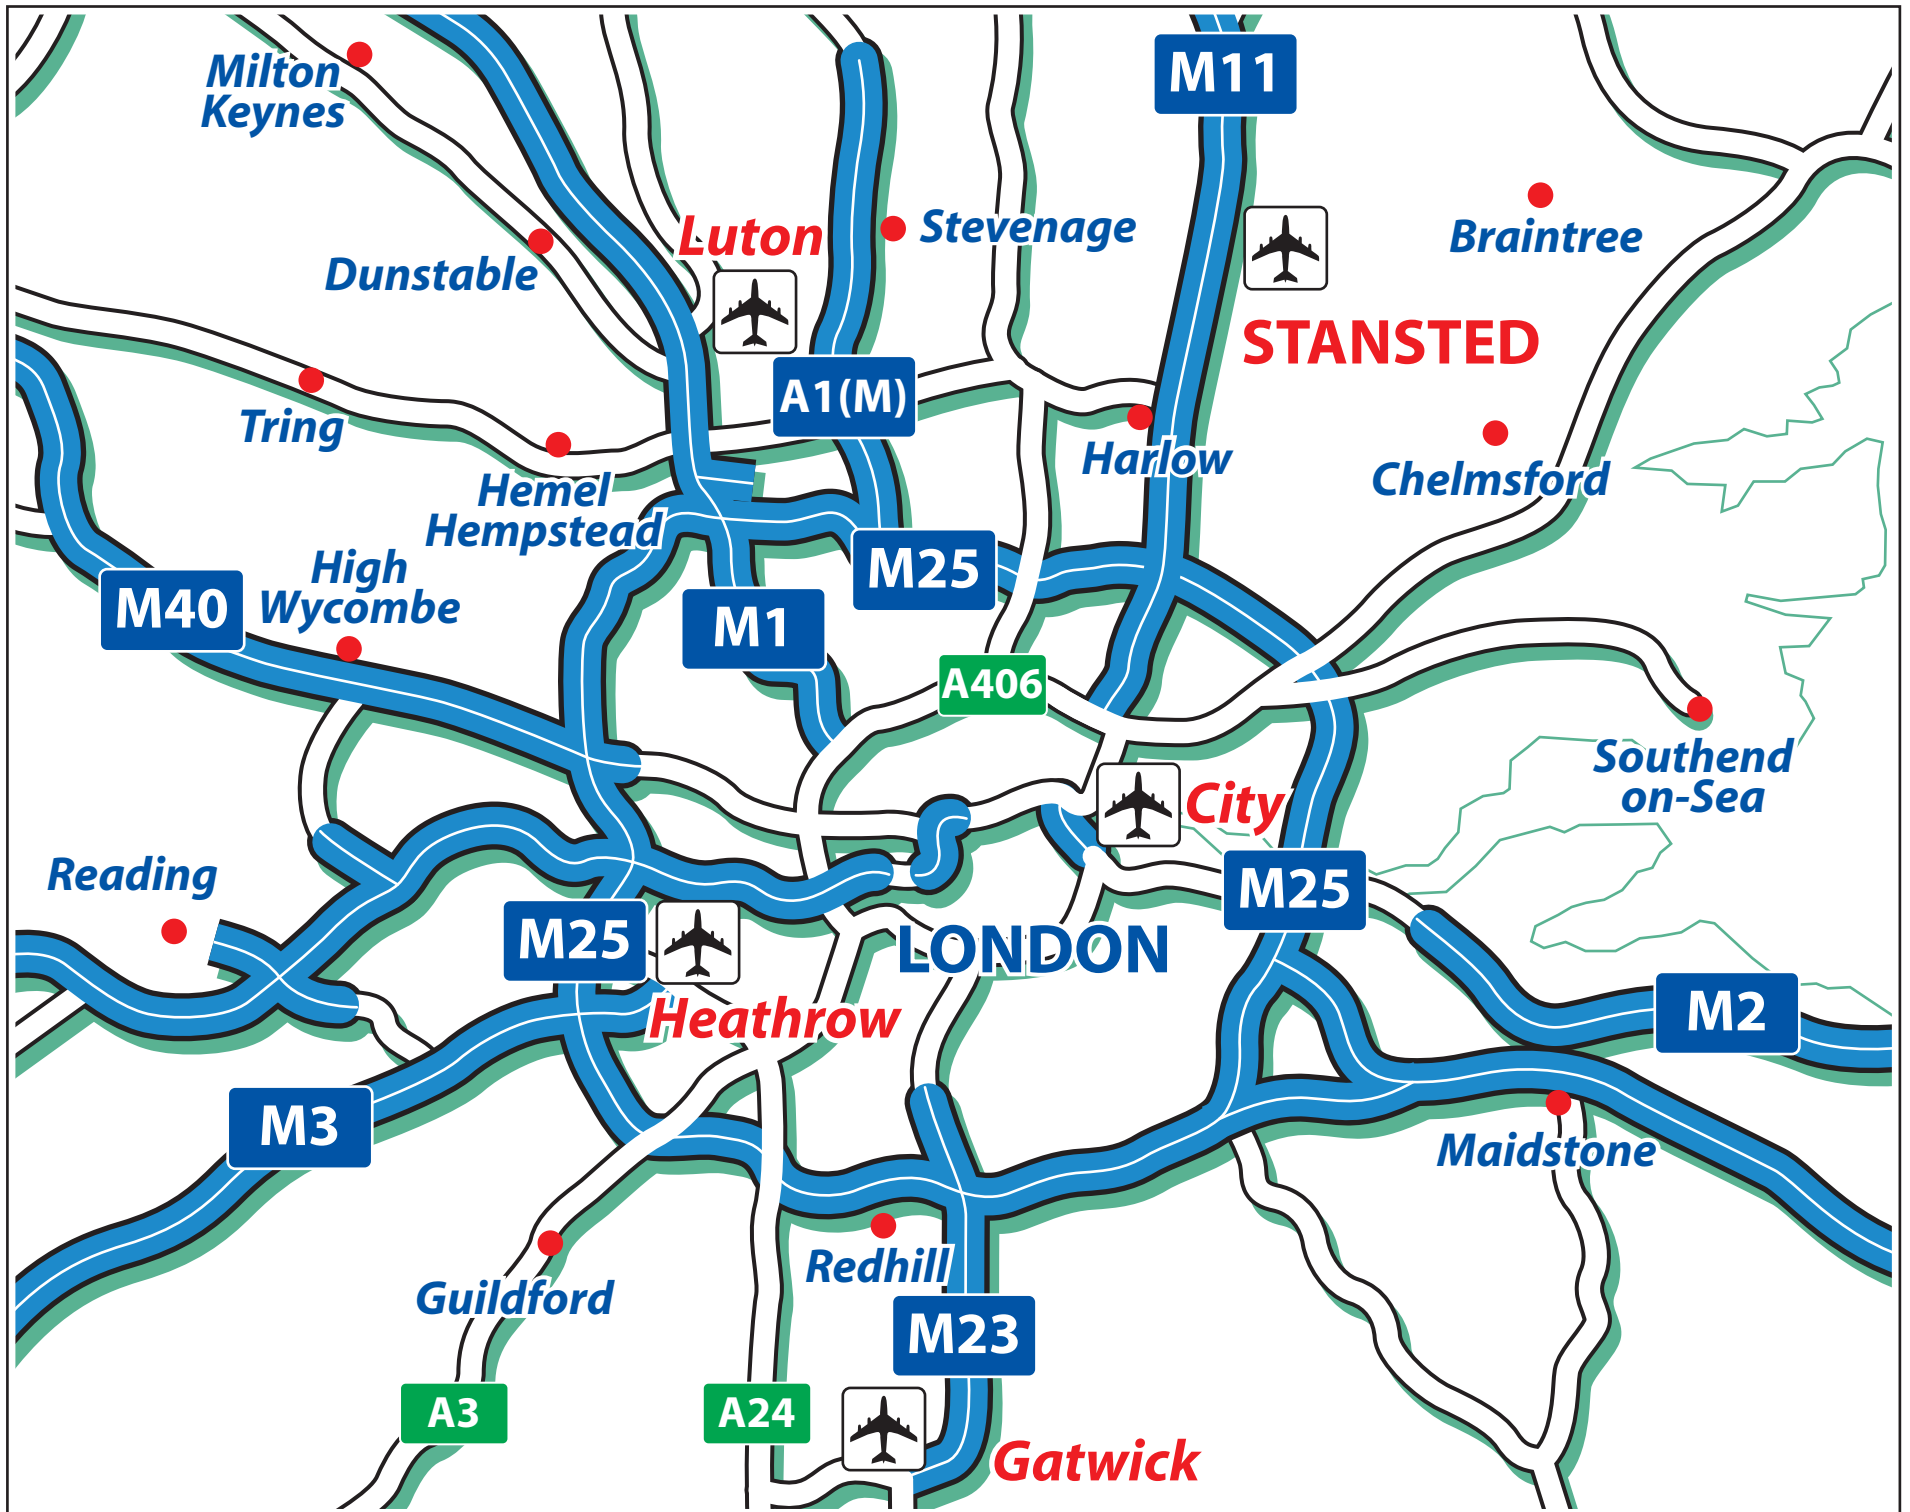 M11
Milton
Keynes
Luton
Stevenage
Braintree
Dunstable
STANSTED
A1(M)
Tring
Harlow
Chelmsford
Hemel
Hempstead
High
Wycombe
M25
M40
M1
A406
Southend
on-Sea
City
Reading
M25
M25
LONDON
M2
Heathrow
M3
Maidstone
Redhill
Guildford
M23
A3
A24
Gatwick